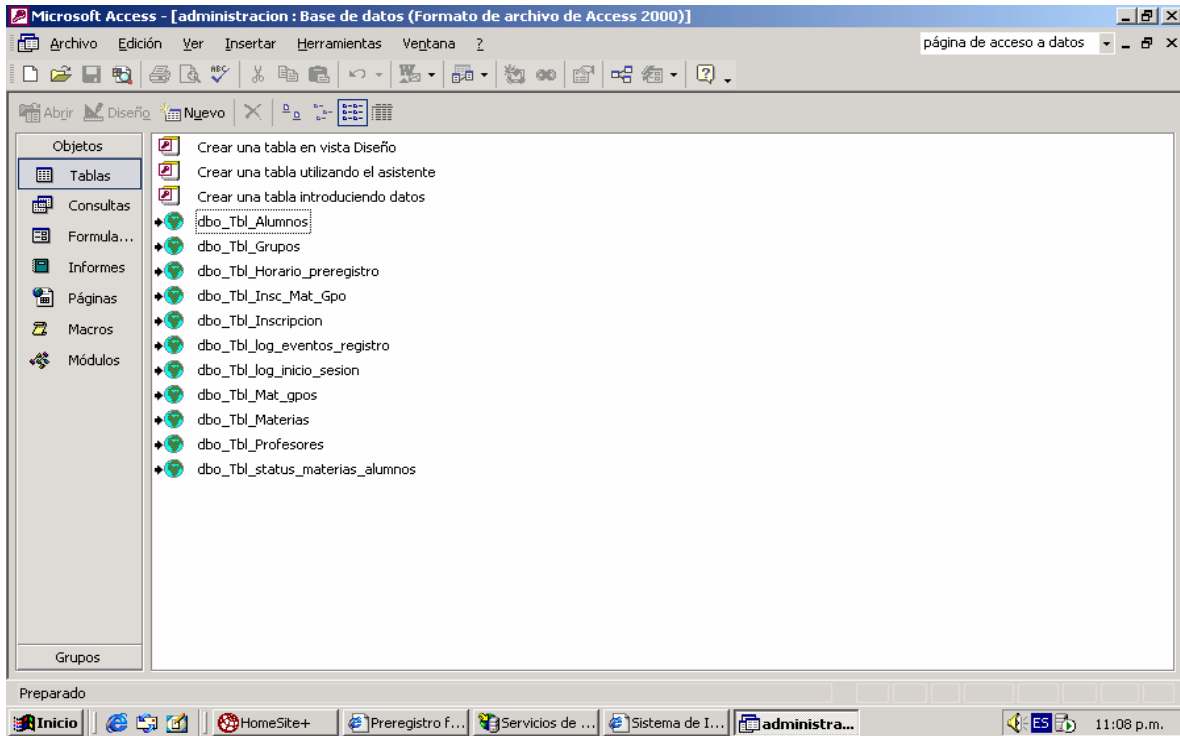 Microsoft Access - [administracion : Base de datos (Formato de archivo de Access 2000)]
Archivo Edición Ver Insertar Herramientas Ventana ? página de acceso a datos
ABC
Abrir Diseño Nuevo
Objetos
Tablas
Consultas
Formula...
Informes
Páginas
Macros
Módulos
Grupos
Crear una tabla en vista Diseño
Crear una tabla utilizando el asistente
Crear una tabla introduciendo datos
dbo_Tbl_Alumnos
dbo_Tbl_Grupos
dbo_Tbl_Horario_preregistro
dbo_Tbl_Insc_Mat_Gpo
dbo_Tbl_Inscripcion
dbo_Tbl_log_eventos_registro
dbo_Tbl_log_inicio_sesion
dbo_Tbl_Mat_gpos
dbo_Tbl_Materias
dbo_Tbl_Profesores
dbo_Tbl_status_materias_alumnos
Preparado
Inicio HomeSite+ Preregistro f... Servicios de ... Sistema de I... administra... ES 11:08 p.m.